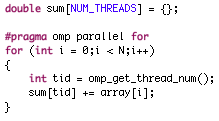 double sum[NUM_THREADS] = {};
#pragma omp parallel for
for (int i = 0;i < N;i++)
{
    int tid = omp_get_thread_num();
    sum[tid] += array[i];
}